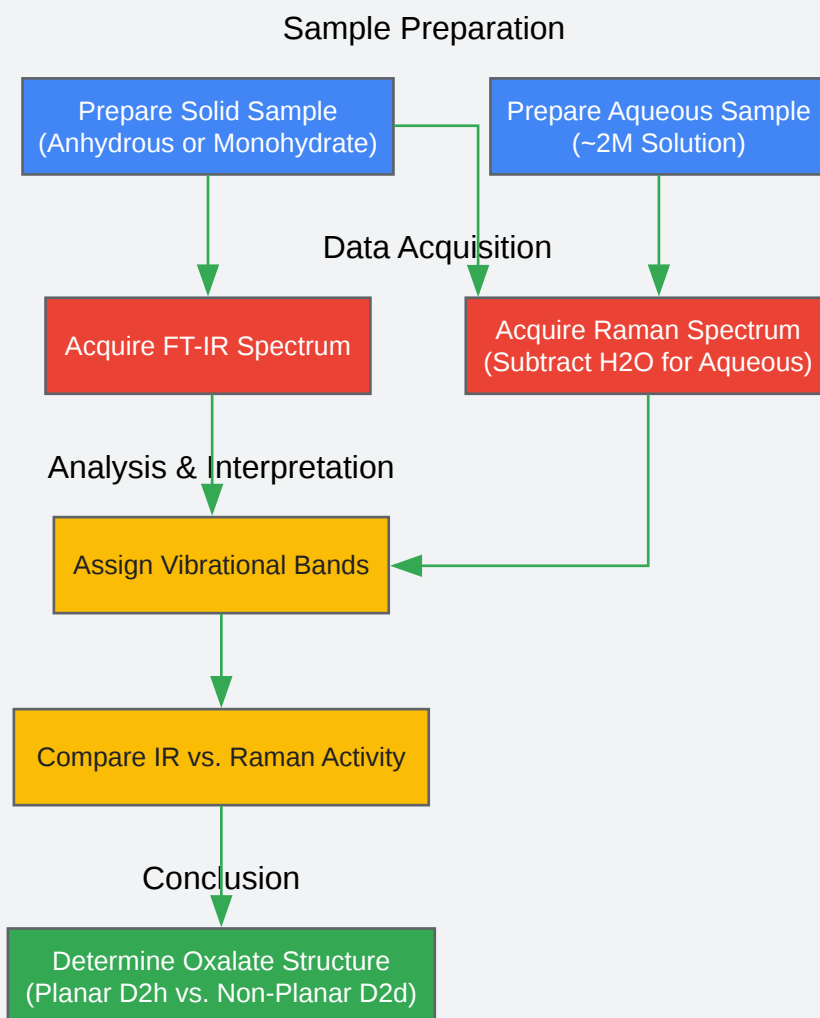 Sample Preparation
Prepare Solid Sample
(Anhydrous or Monohydrate)
Prepare Aqueous Sample
(~2M Solution)
Data Acquisition
Acquire FT-IR Spectrum
Acquire Raman Spectrum
(Subtract H2O for Aqueous)
Analysis & Interpretation
Assign Vibrational Bands
Compare IR vs. Raman Activity
Conclusion
Determine Oxalate Structure
(Planar D2h vs. Non-Planar D2d)